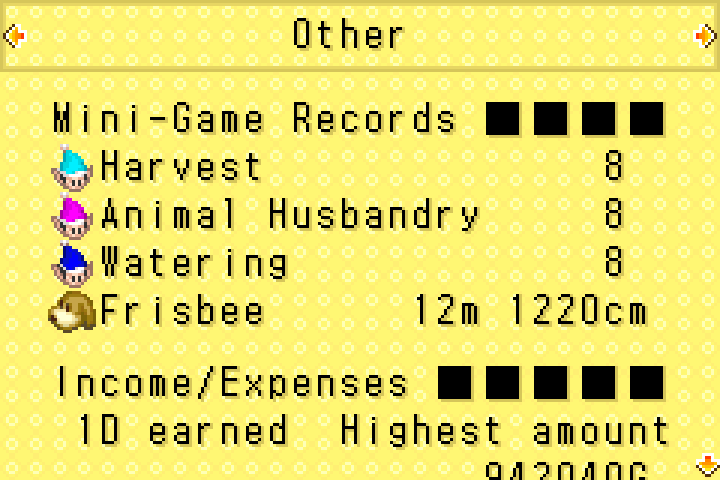 Other
Mini-Game Records ■■■■
Harvest 8
Animal Husbandry 8
Watering 8
Frisbee 12m 1220cm
Income/Expenses ■■■■■
1D earned Highest amount
942040G